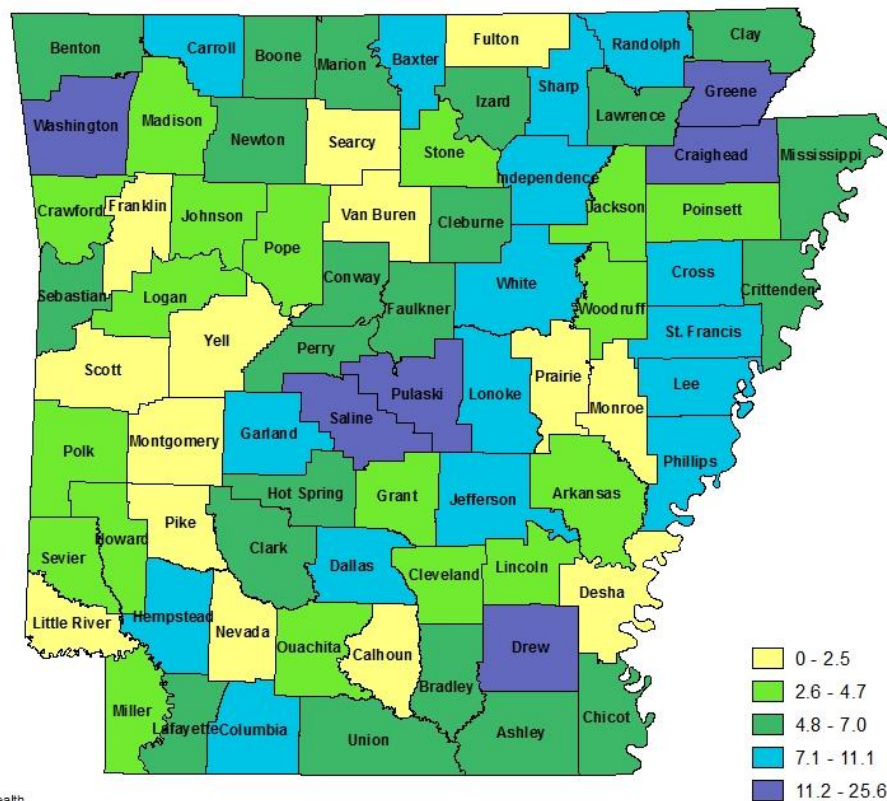 Benton
Carroll
Boone
Marion
Baxter
Fulton
Randolph
Clay
Sharp
Izard
Lawrence
Greene
Washington
Madison
Newton
Searcy
Stone
Independence
Craighead
Mississippi
Crawford
Franklin
Johnson
Pope
Van Buren
Cleburne
Jackson
Poinsett
Sebastian
Logan
Conway
Faulkner
White
Woodruff
Cross
Crittenden
Scott
Yell
Perry
St. Francis
Pulaski
Saline
Lonoke
Prairie
Monroe
Lee
Polk
Montgomery
Garland
Phillips
Hot Spring
Grant
Jefferson
Arkansas
Sevier
Howard
Pike
Clark
Dallas
Cleveland
Lincoln
Desha
Little River
Hempstead
Nevada
Ouachita
Calhoun
Drew
Bradley
Miller
Lafayette
Columbia
Union
Ashley
Chicot
0 - 2.5
2.6 - 4.7
4.8 - 7.0
7.1 - 11.1
11.2 - 25.6